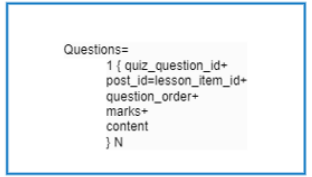 Questions=
1 { quiz_question_id+
post_id=lesson_item_id+
question_order+
marks+
content
} N